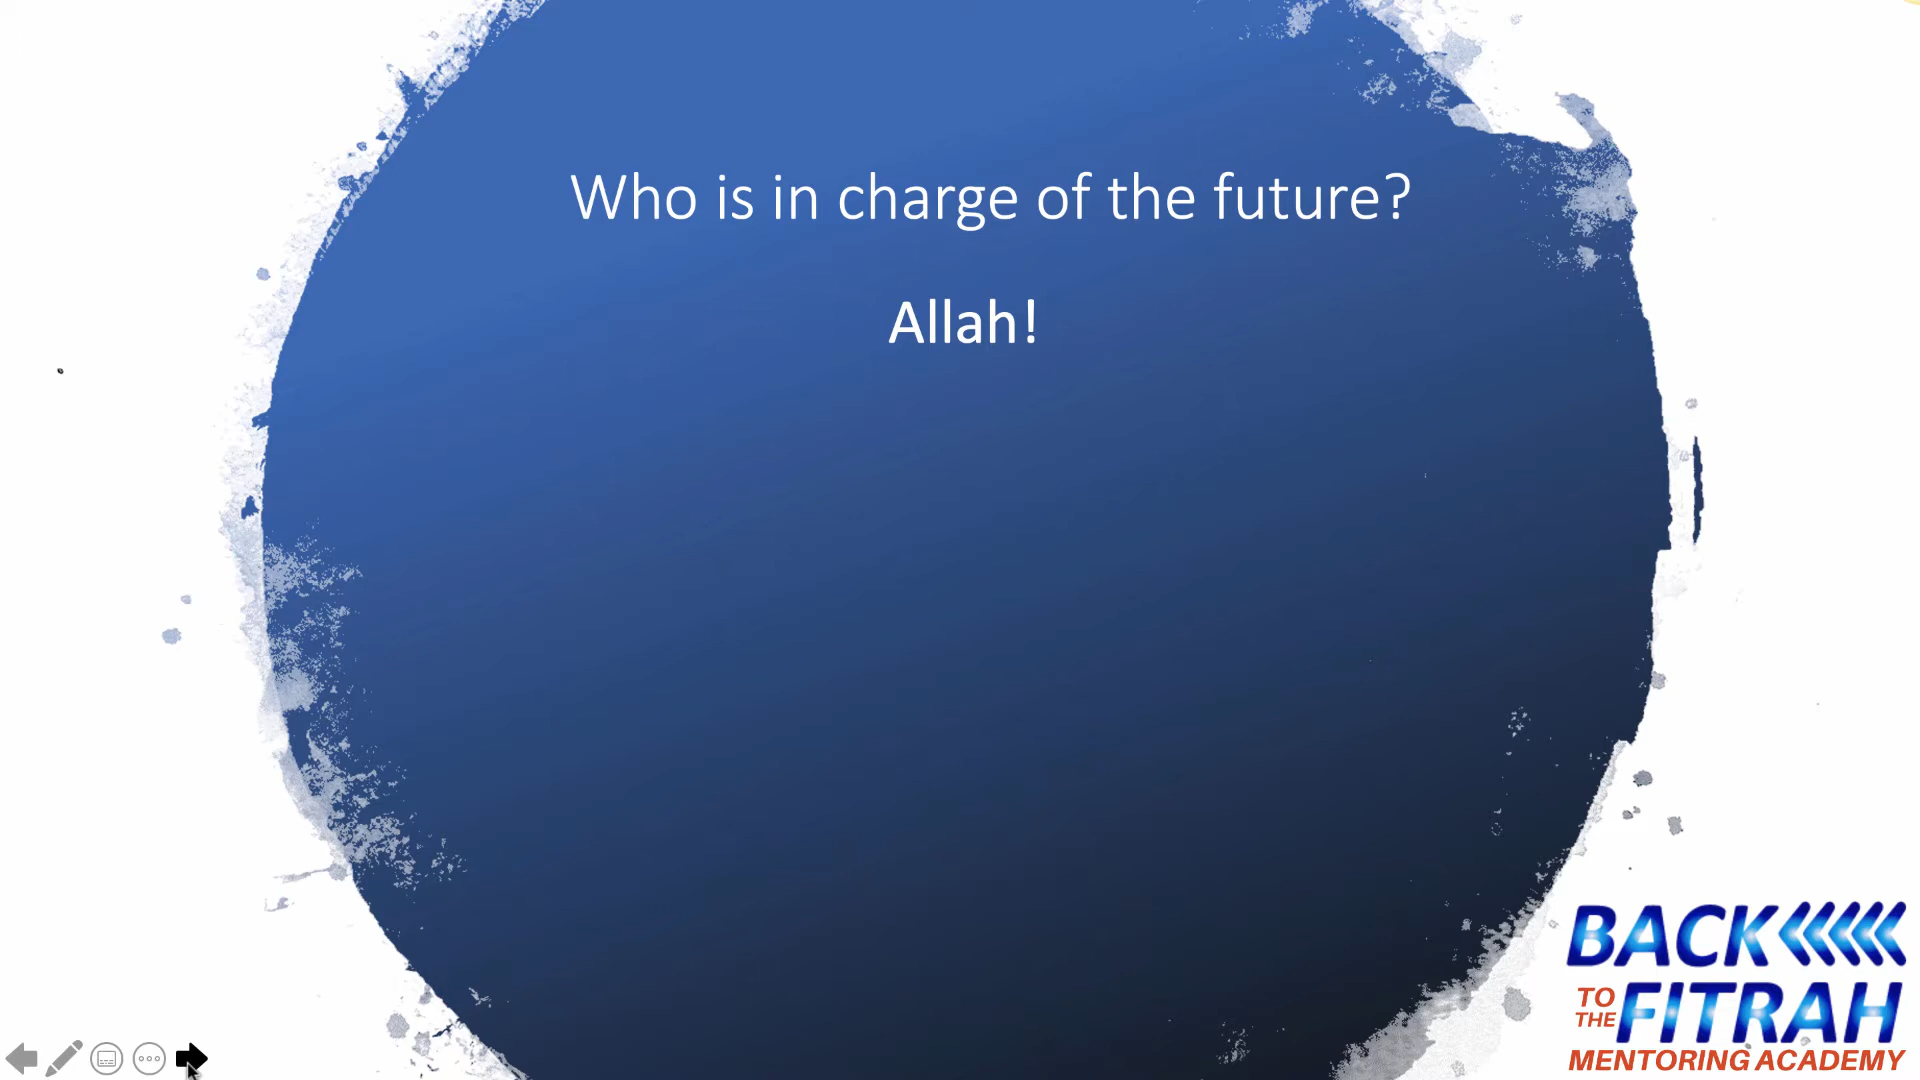 Who is in charge of the future?
Allah!
BACK
TO THE FITRAH
MENTORING ACADEMY